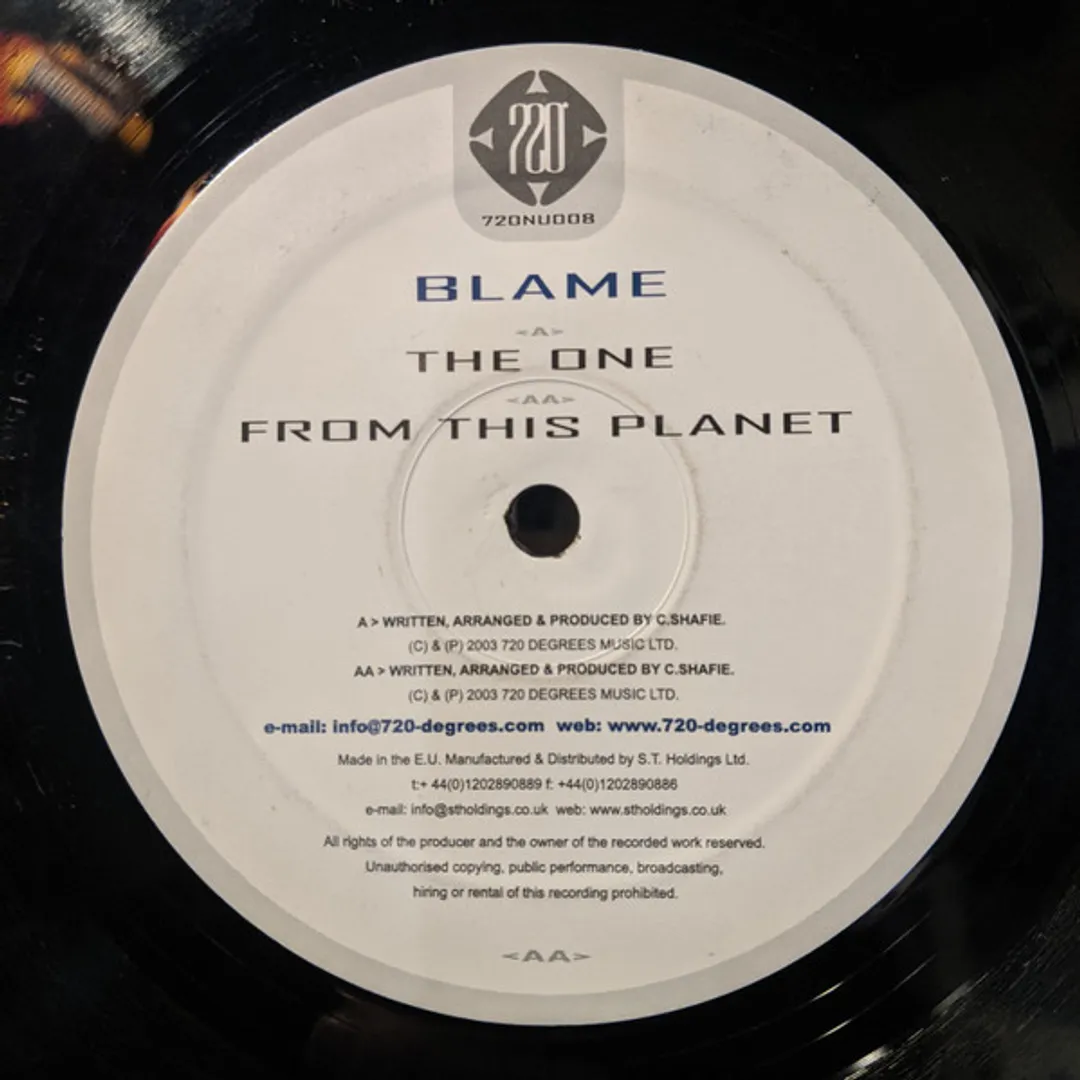 720°
720NU008
BLAME
<A>
THE ONE
<AA>
FROM THIS PLANET
A > WRITTEN, ARRANGED & PRODUCED BY C.SHAFIE.
(C) & (P) 2003 720 DEGREES MUSIC LTD.
AA > WRITTEN, ARRANGED & PRODUCED BY C.SHAFIE.
(C) & (P) 2003 720 DEGREES MUSIC LTD.
e-mail: info@720-degrees.com web: www.720-degrees.com
Made in the E.U. Manufactured & Distributed by S.T. Holdings Ltd.
t:+ 44(0)1202890889 f: +44(0)1202890886
e-mail: info@stholdings.co.uk web: www.stholdings.co.uk
All rights of the producer and the owner of the recorded work reserved.
Unauthorised copying, public performance, broadcasting,
hiring or rental of this recording prohibited.
<AA>